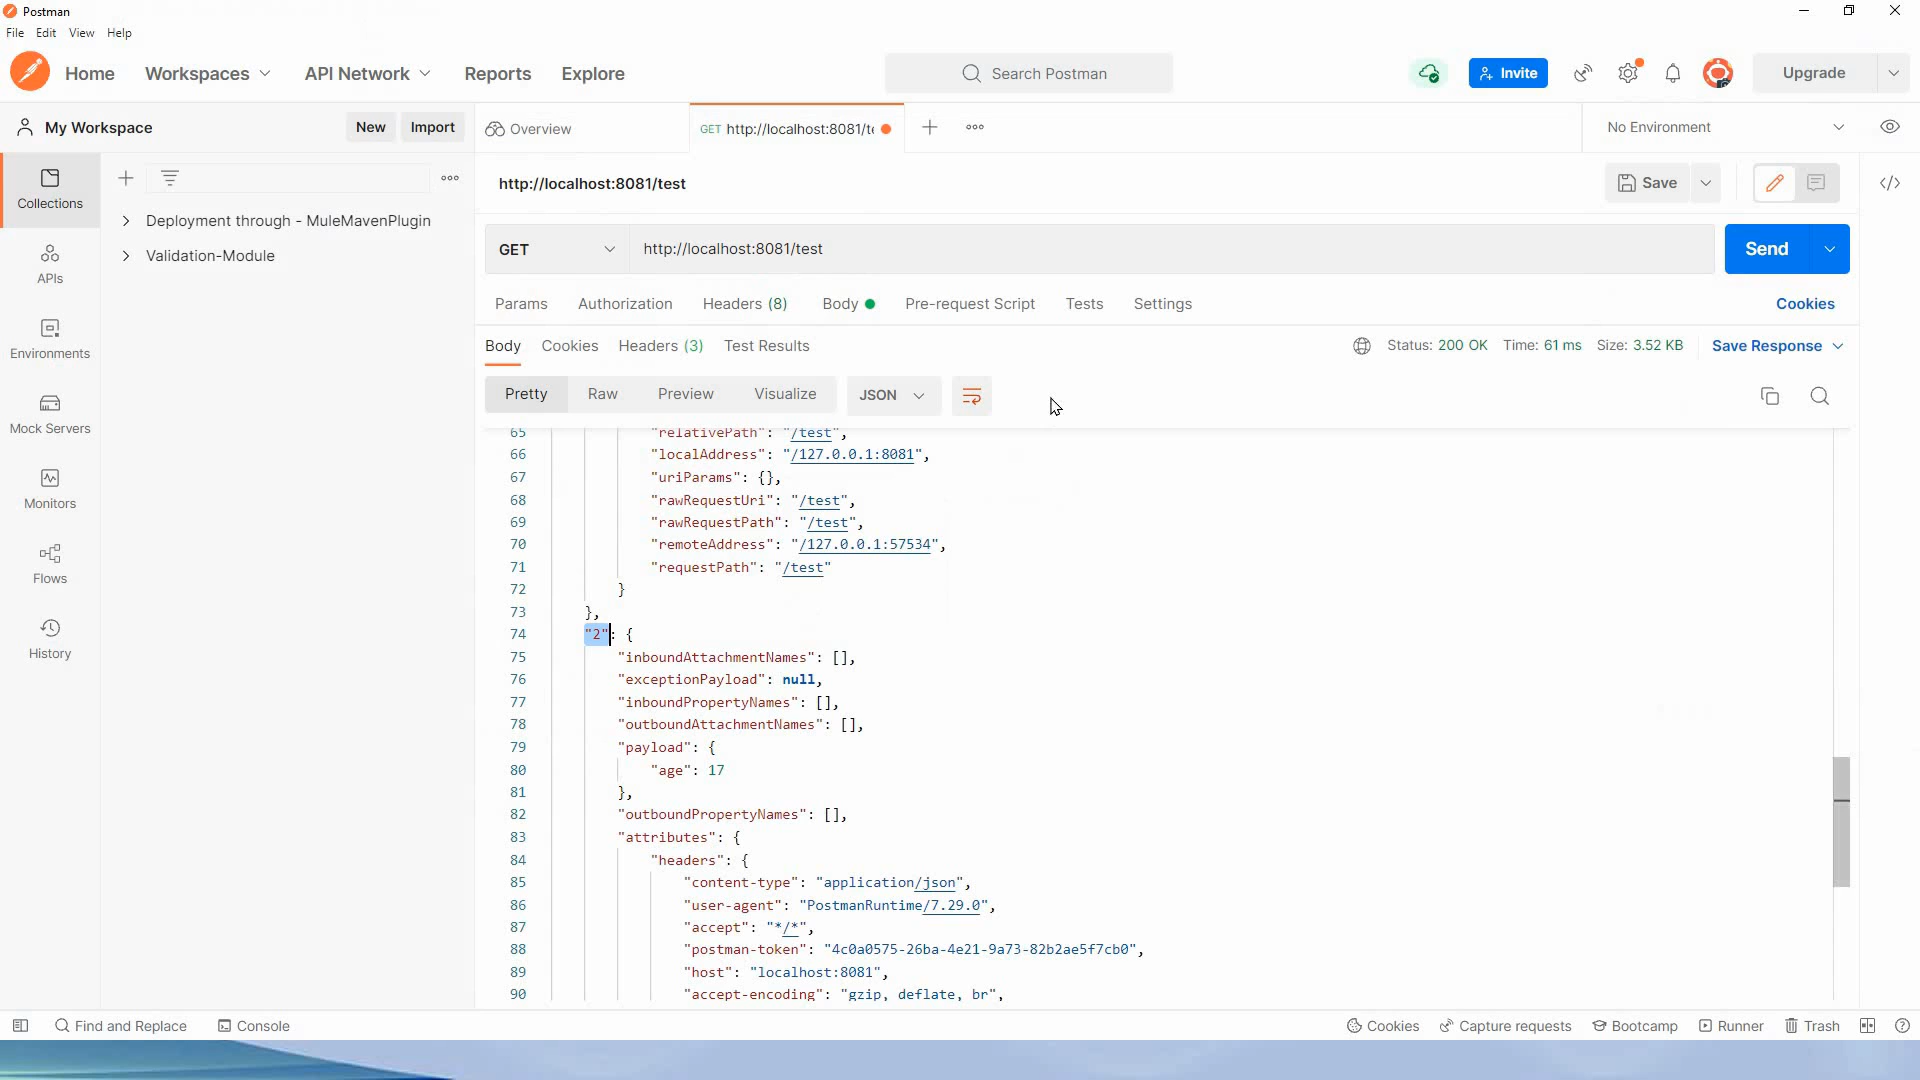 Postman
File Edit View Help
Home Workspaces API Network Reports Explore
Search Postman
Invite
Upgrade
My Workspace
New
Import
Overview
GET http://localhost:8081/te
No Environment
Collections
APIs
Environments
Mock Servers
Monitors
Flows
History
Deployment through - MuleMavenPlugin
Validation-Module
http://localhost:8081/test
Save
GET
http://localhost:8081/test
Send
Params Authorization Headers (8) Body Pre-request Script Tests Settings
Cookies
Body Cookies Headers (3) Test Results
Status: 200 OK Time: 61 ms Size: 3.52 KB Save Response
Pretty Raw Preview Visualize JSON
65 "relativePath": "/test",
66 "localAddress": "/127.0.0.1:8081",
67 "uriParams": {},
68 "rawRequestUri": "/test",
69 "rawRequestPath": "/test",
70 "remoteAddress": "/127.0.0.1:57534",
71 "requestPath": "/test"
72 }
73 },
74 "2": {
75 "inboundAttachmentNames": [],
76 "exceptionPayload": null,
77 "inboundPropertyNames": [],
78 "outboundAttachmentNames": [],
79 "payload": {
80 "age": 17
81 },
82 "outboundPropertyNames": [],
83 "attributes": {
84 "headers": {
85 "content-type": "application/json",
86 "user-agent": "PostmanRuntime/7.29.0",
87 "accept": "*/*",
88 "postman-token": "4c0a0575-26ba-4e21-9a73-82b2ae5f7cb0",
89 "host": "localhost:8081",
90 "accept-encoding": "gzip, deflate, br",
Find and Replace Console
Cookies Capture requests Bootcamp Runner Trash